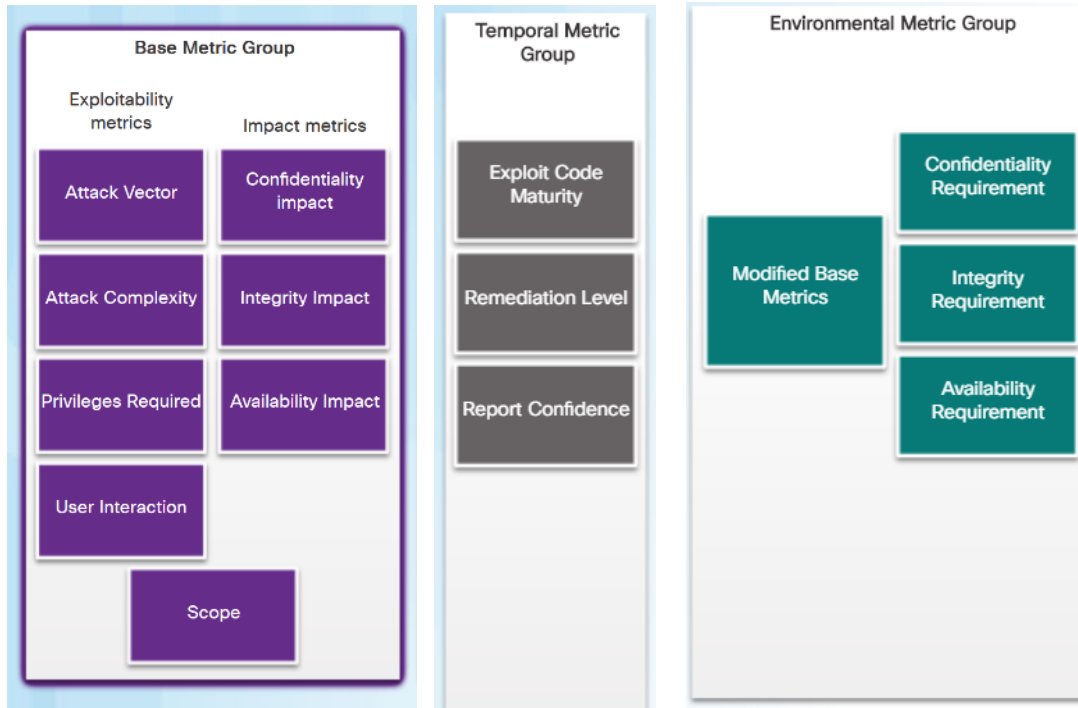 Base Metric Group
Exploitability
metrics
Impact metrics
Attack Vector
Confidentiality
impact
Attack Complexity
Integrity Impact
Privileges Required
Availability Impact
User Interaction
Scope
Temporal Metric
Group
Exploit Code
Maturity
Remediation Level
Report Confidence
Environmental Metric Group
Modified Base
Metrics
Confidentiality
Requirement
Integrity
Requirement
Availability
Requirement